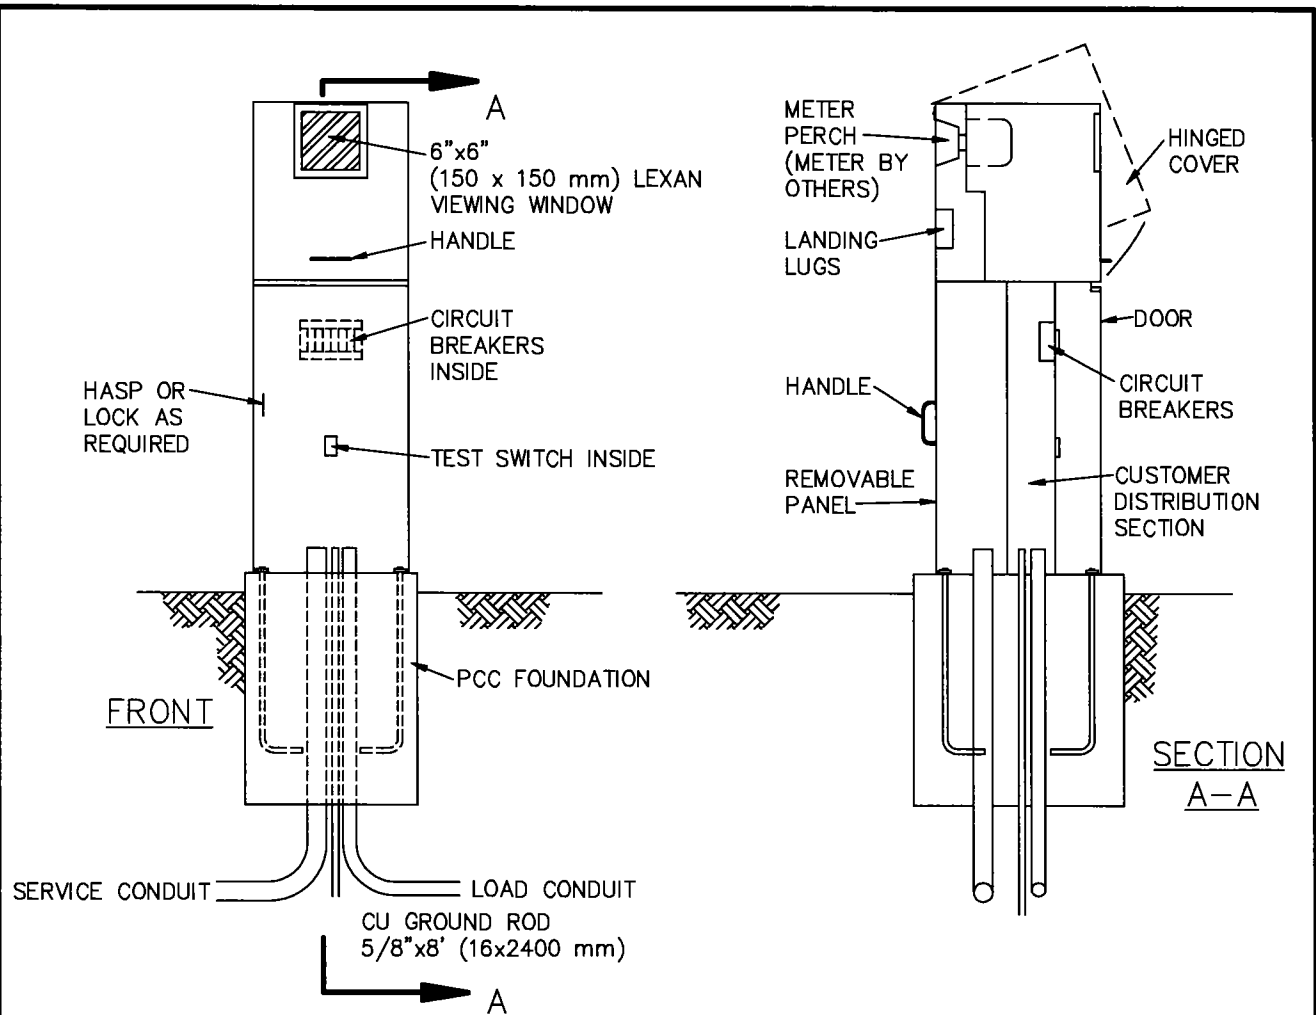 A
6"x6"
(150 x 150 mm) LEXAN
VIEWING WINDOW
HANDLE
CIRCUIT
BREAKERS
INSIDE
HASP OR
LOCK AS
REQUIRED
TEST SWITCH INSIDE
PCC FOUNDATION
FRONT
SERVICE CONDUIT
LOAD CONDUIT
CU GROUND ROD
5/8"x8' (16x2400 mm)
A
METER
PERCH
(METER BY
OTHERS)
HINGED
COVER
LANDING
LUGS
DOOR
HANDLE
CIRCUIT
BREAKERS
REMOVABLE
PANEL
CUSTOMER
DISTRIBUTION
SECTION
SECTION
A-A